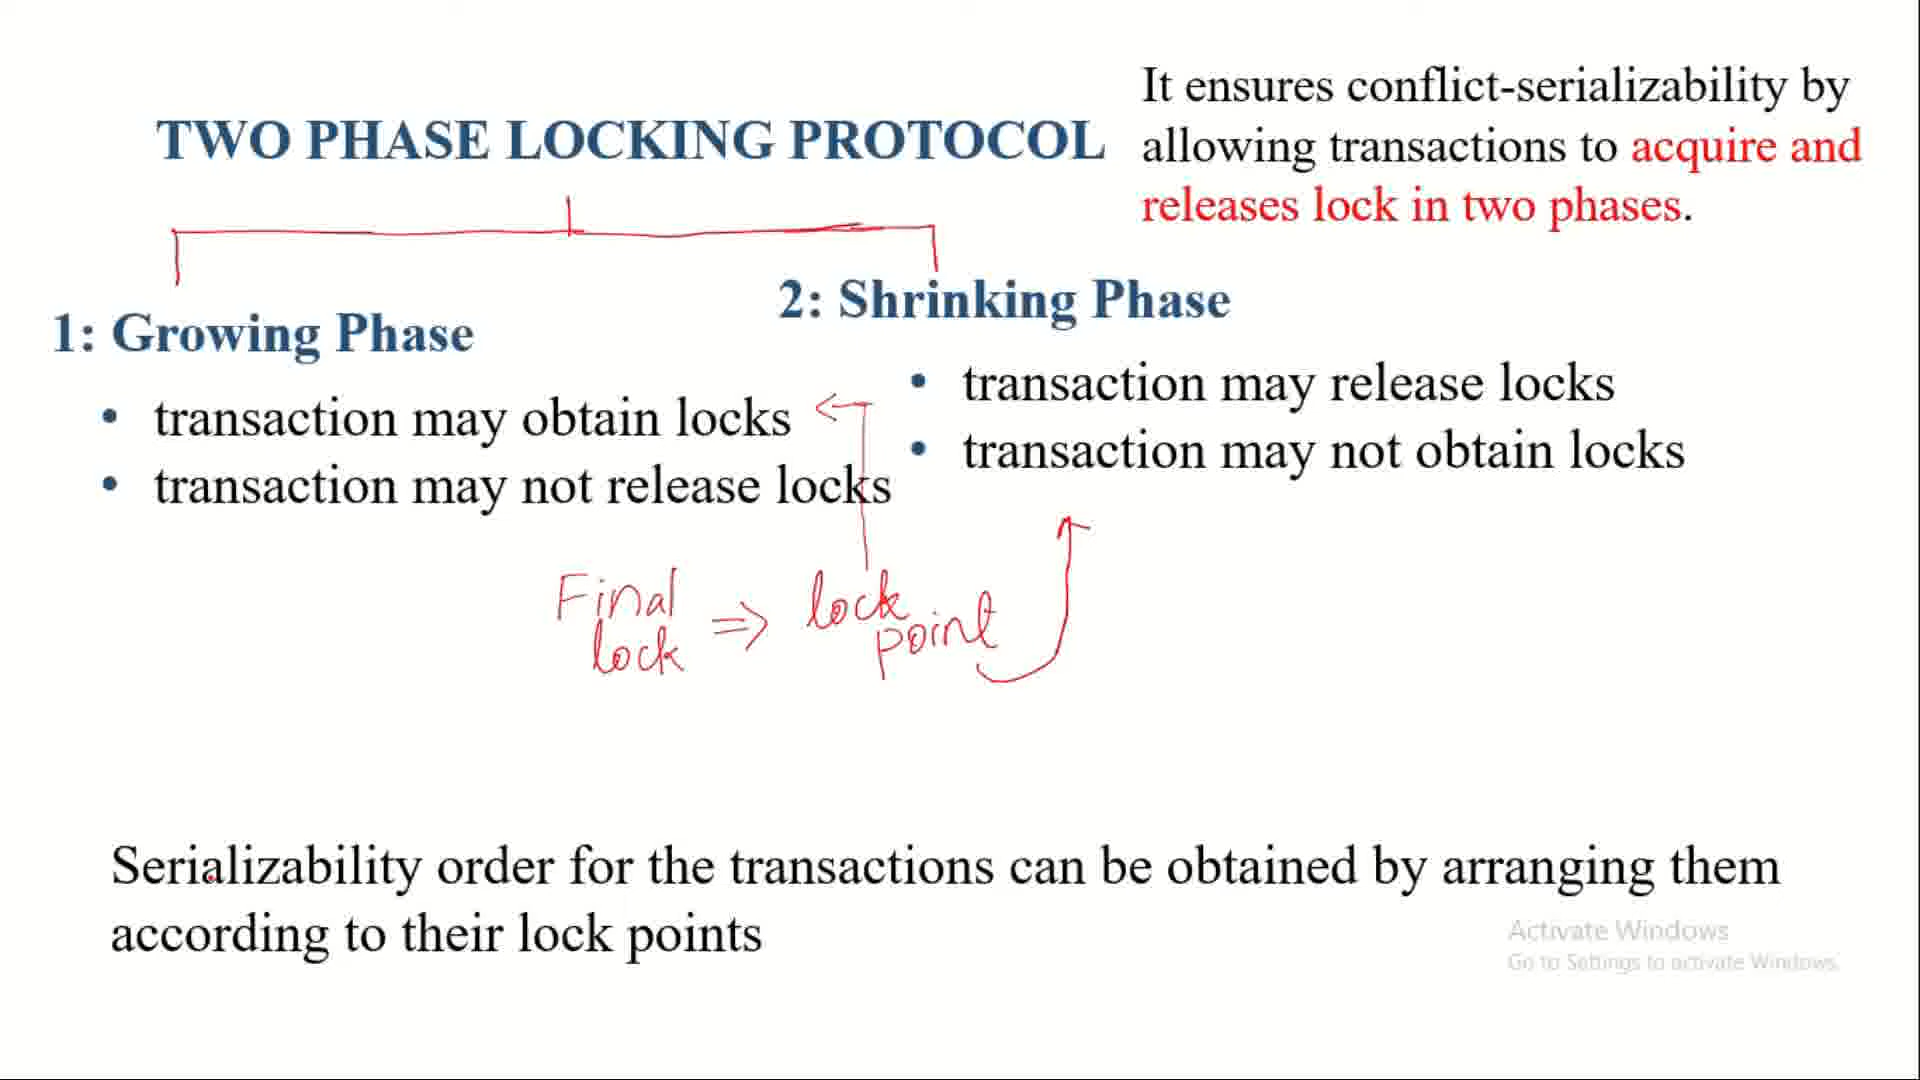 TWO PHASE LOCKING PROTOCOL
It ensures conflict-serializability by
allowing transactions to acquire and
releases lock in two phases.
1: Growing Phase
• transaction may obtain locks
• transaction may not release locks
2: Shrinking Phase
• transaction may release locks
• transaction may not obtain locks
Final
lock
⇒
lock
point
Serializability order for the transactions can be obtained by arranging them
according to their lock points
Activate Windows
Go to Settings to activate Windows.